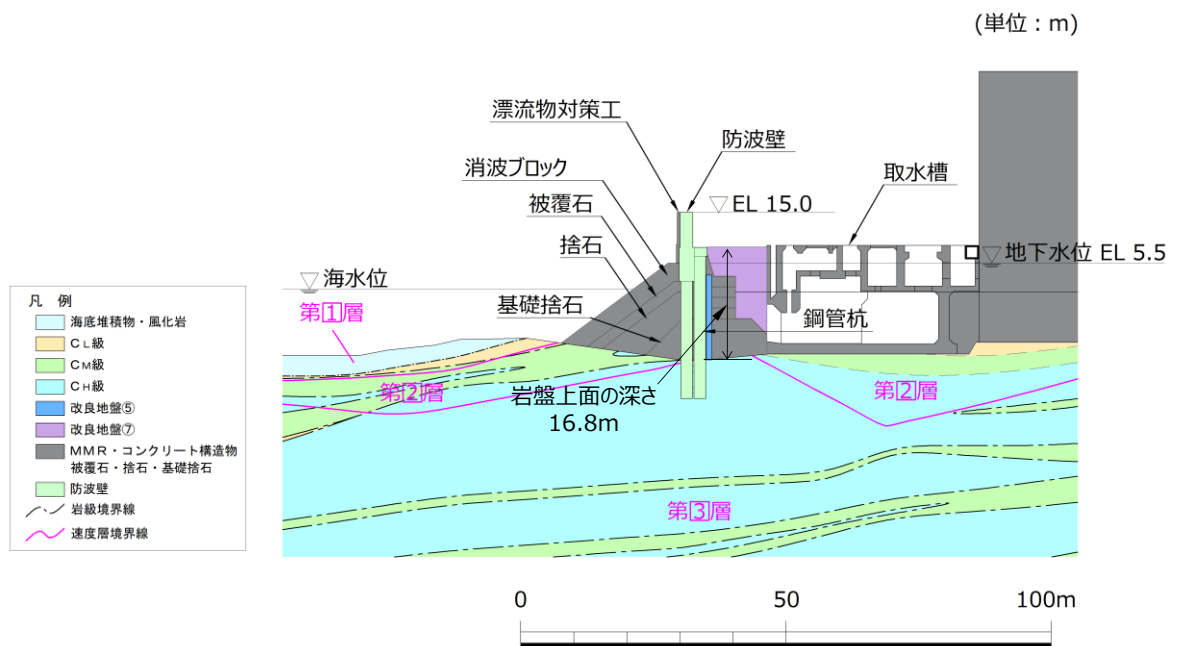 (単位：m)
漂流物対策工
防波壁
消波ブロック
取水槽
被覆石
EL 15.0
捨石
地下水位 EL 5.5
海水位
第1層
基礎捨石
鋼管杭
第2層
岩盤上面の深さ
16.8m
第2層
第3層
凡 例
海底堆積物・風化岩
CL級
CM級
CH級
改良地盤⑤
改良地盤⑦
MMR・コンクリート構造物
被覆石・捨石・基礎捨石
防波壁
岩級境界線
速度層境界線
0 50 100m